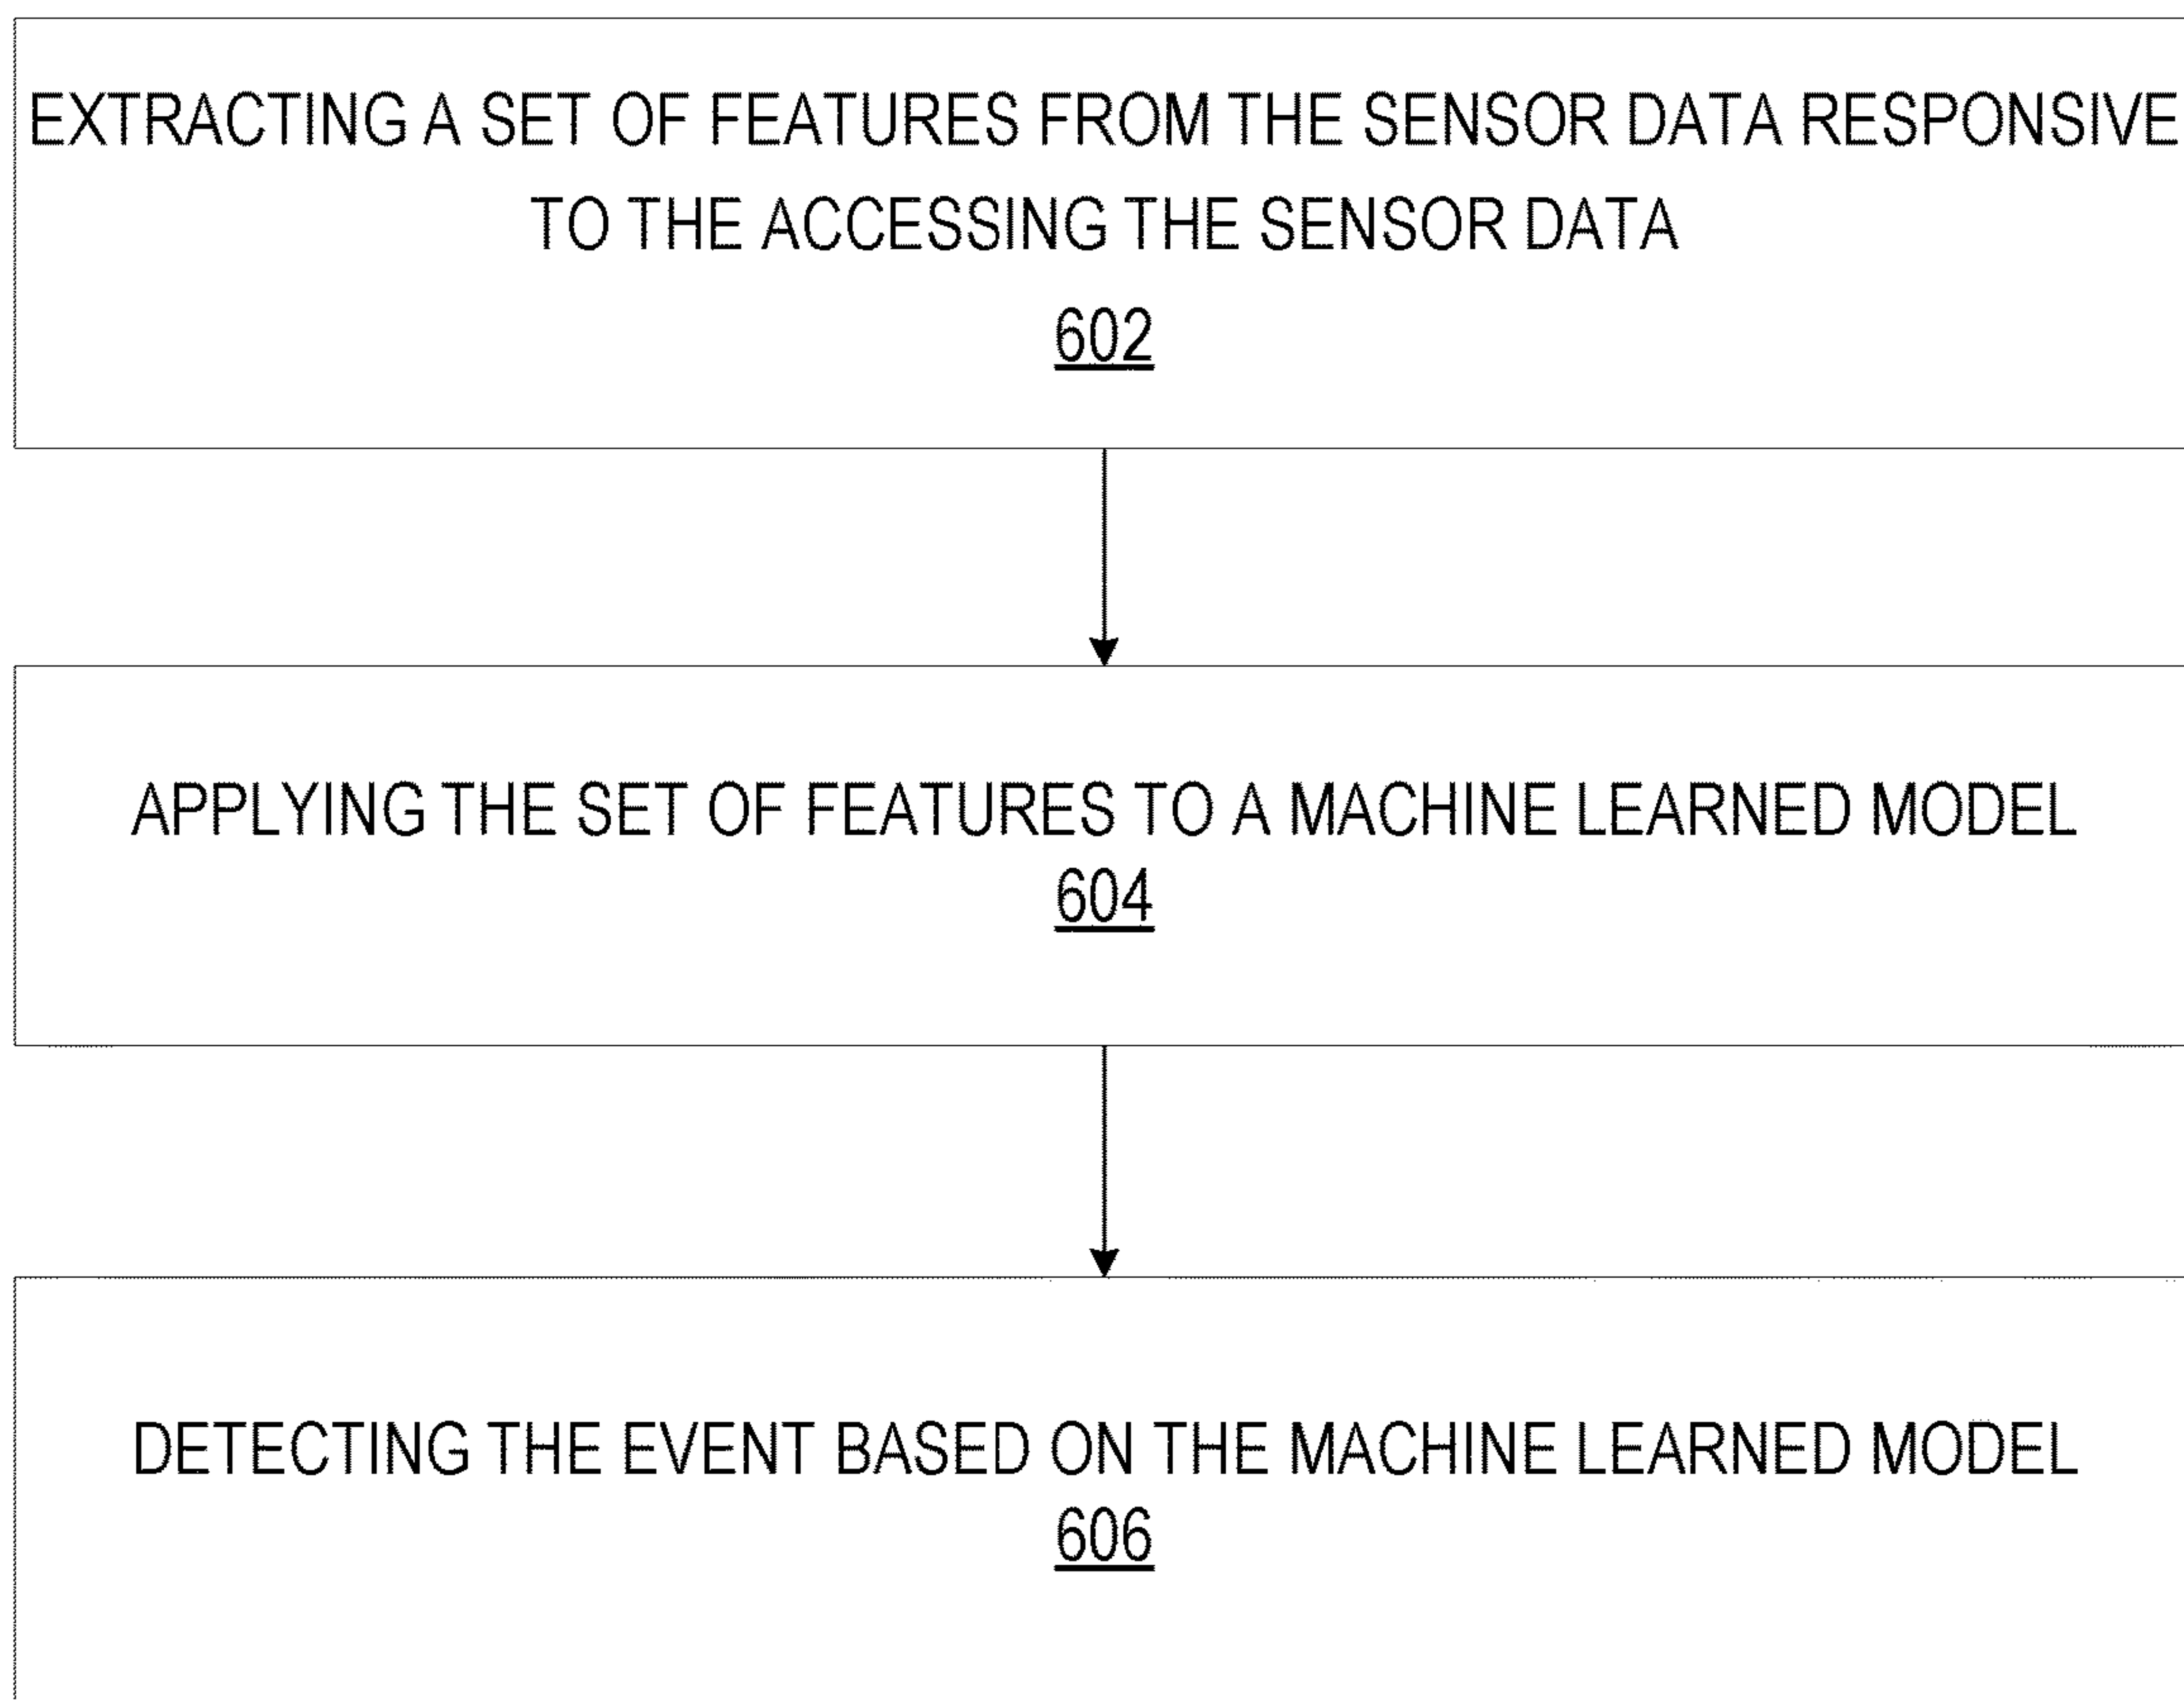 EXTRACTING A SET OF FEATURES FROM THE SENSOR DATA RESPONSIVE
TO THE ACCESSING THE SENSOR DATA
602
APPLYING THE SET OF FEATURES TO A MACHINE LEARNED MODEL
604
DETECTING THE EVENT BASED ON THE MACHINE LEARNED MODEL
606